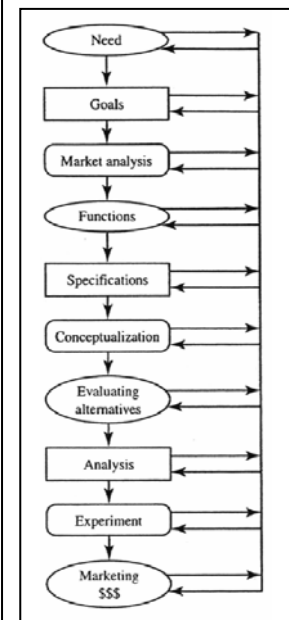 Need
Goals
Market analysis
Functions
Specifications
Conceptualization
Evaluating
alternatives
Analysis
Experiment
Marketing
$$$